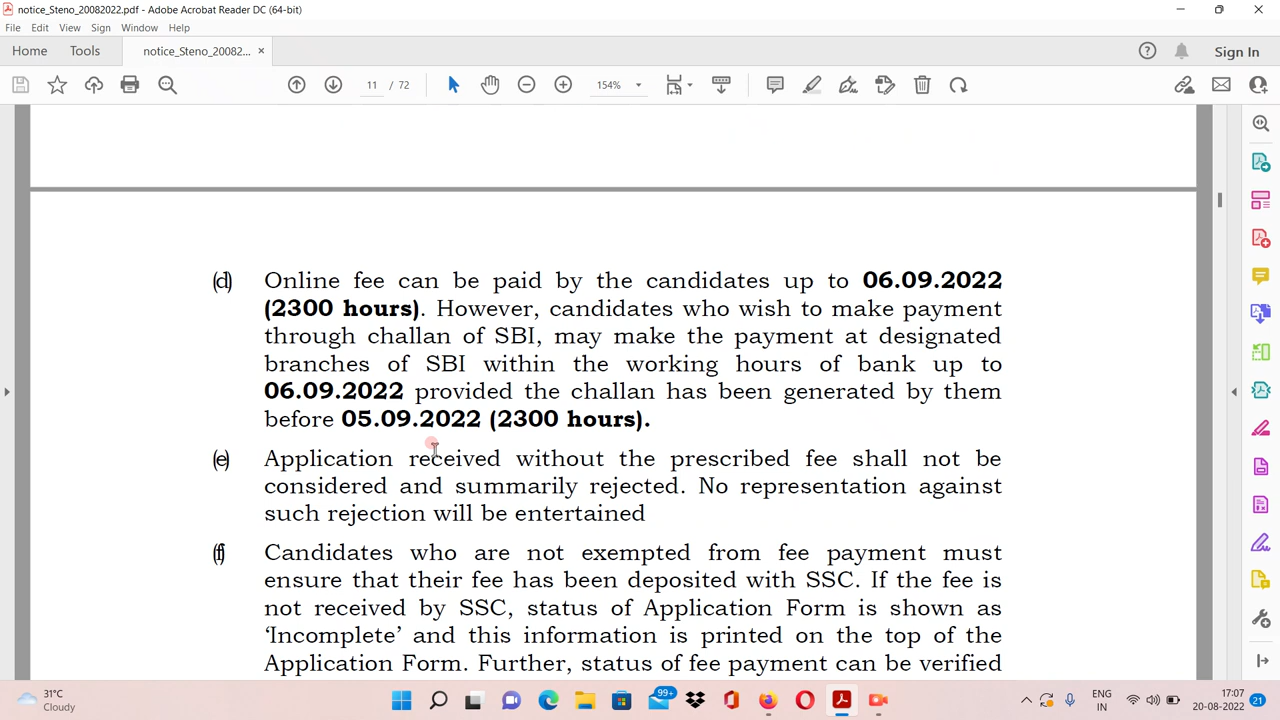 notice_Steno_20082022.pdf - Adobe Acrobat Reader DC (64-bit)
File Edit View Sign Window Help
Home Tools notice_Steno_20082... × Sign In
11 / 72 154%
(d) Online fee can be paid by the candidates up to 06.09.2022
(2300 hours). However, candidates who wish to make payment
through challan of SBI, may make the payment at designated
branches of SBI within the working hours of bank up to
06.09.2022 provided the challan has been generated by them
before 05.09.2022 (2300 hours).
(e) Application received without the prescribed fee shall not be
considered and summarily rejected. No representation against
such rejection will be entertained
(f) Candidates who are not exempted from fee payment must
ensure that their fee has been deposited with SSC. If the fee is
not received by SSC, status of Application Form is shown as
‘Incomplete’ and this information is printed on the top of the
Application Form. Further, status of fee payment can be verified
31°C
Cloudy
99+
ENG
IN
17:07
20-08-2022
21